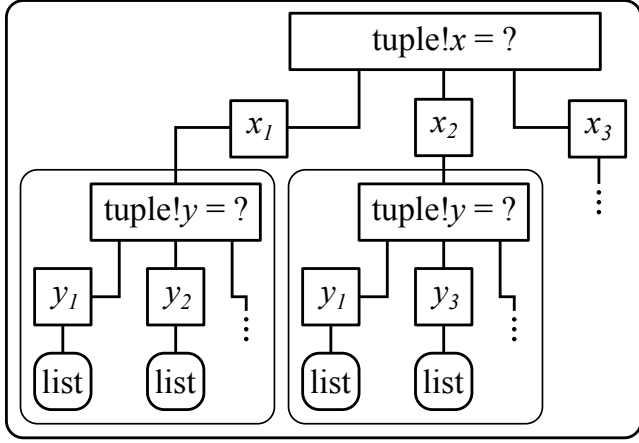 tuple!x = ?
x1 x2 x3
⋮
tuple!y = ? tuple!y = ?
y1 y2 ⋮ y1 y3 ⋮
list list list list